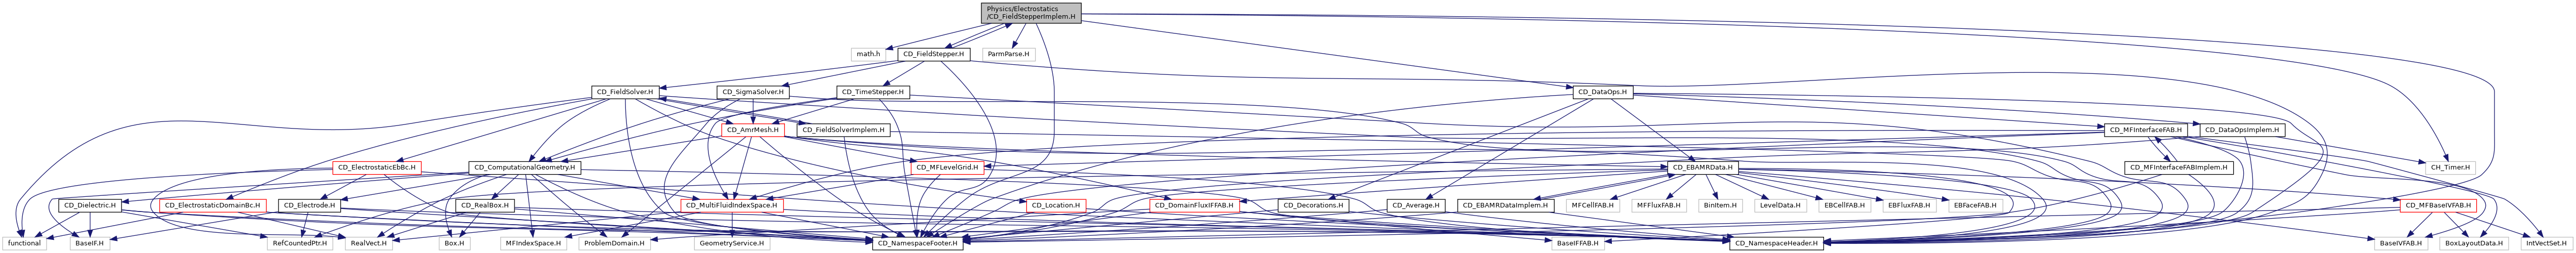 Physics/Electrostatics
/CD_FieldStepperImplem.H
math.h
CD_FieldStepper.H
ParmParse.H
CD_FieldSolver.H
CD_SigmaSolver.H
CD_TimeStepper.H
CD_DataOps.H
CD_AmrMesh.H
CD_FieldSolverImplem.H
CD_MFInterfaceFAB.H
CD_DataOpsImplem.H
CD_ElectrostaticEbBc.H
CD_ComputationalGeometry.H
CD_MFLevelGrid.H
CD_EBAMRData.H
CD_MFInterfaceFABImplem.H
CH_Timer.H
CD_Dielectric.H
CD_ElectrostaticDomainBc.H
CD_Electrode.H
CD_RealBox.H
CD_MultiFluidIndexSpace.H
CD_Location.H
CD_DomainFluxIFFAB.H
CD_Decorations.H
CD_Average.H
CD_EBAMRDataImplem.H
MFCellFAB.H
MFFluxFAB.H
BinItem.H
LevelData.H
EBCellFAB.H
EBFluxFAB.H
EBFaceFAB.H
CD_MFBaseIVFAB.H
functional
BaseIF.H
RefCountedPtr.H
RealVect.H
Box.H
MFIndexSpace.H
ProblemDomain.H
GeometryService.H
CD_NamespaceFooter.H
BaseIFFAB.H
CD_NamespaceHeader.H
BaseIVFAB.H
BoxLayoutData.H
IntVectSet.H